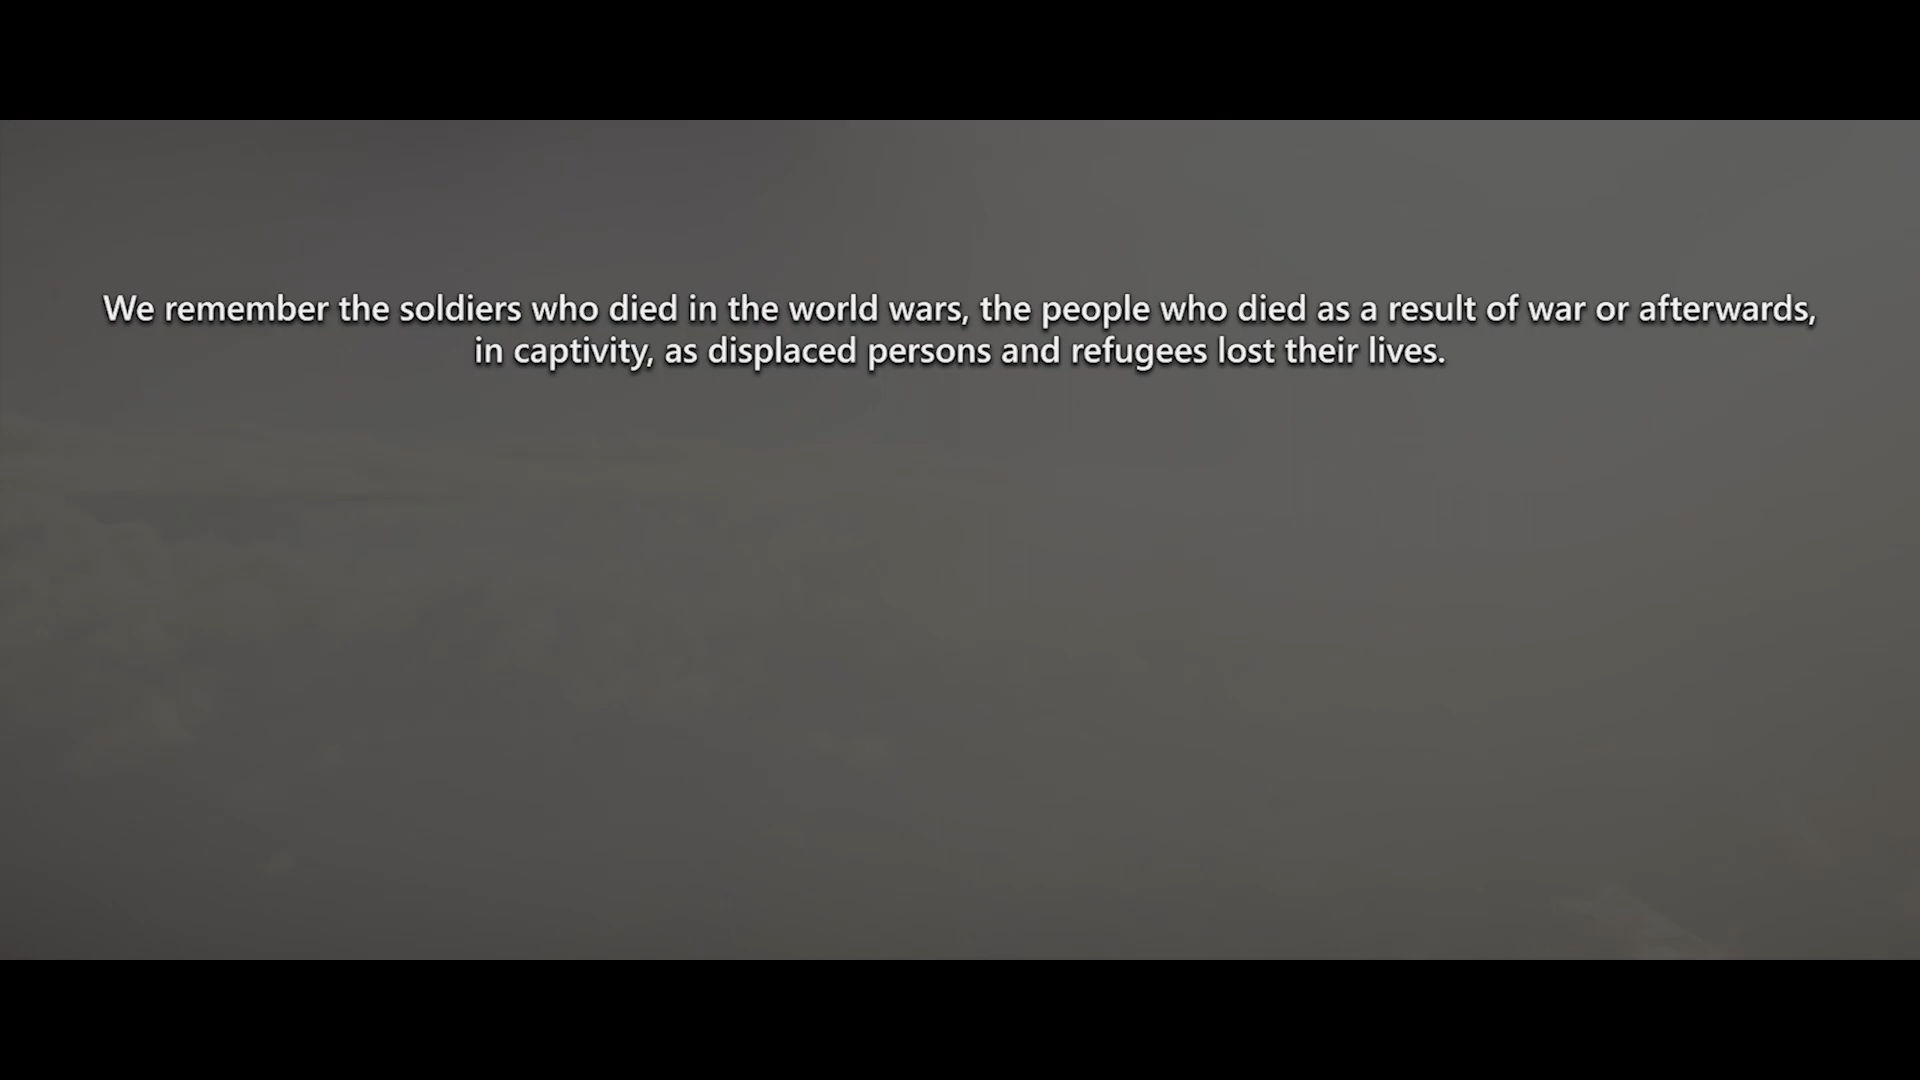 We remember the soldiers who died in the world wars, the people who died as a result of war or afterwards,
in captivity, as displaced persons and refugees lost their lives.